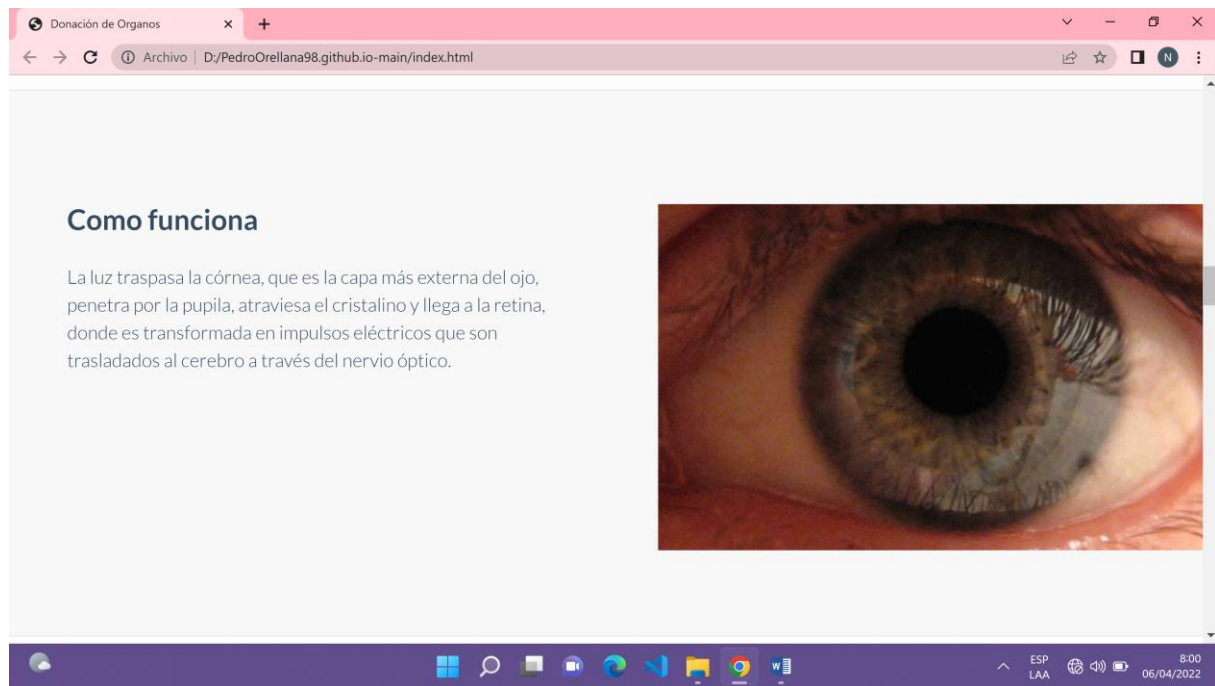 Donación de Organos
Archivo D:/PedroOrellana98.github.io-main/index.html
N
Como funciona
La luz traspasa la córnea, que es la capa más externa del ojo,
penetra por la pupila, atraviesa el cristalino y llega a la retina,
donde es transformada en impulsos eléctricos que son
trasladados al cerebro a través del nervio óptico.
ESP
LAA
8:00
06/04/2022